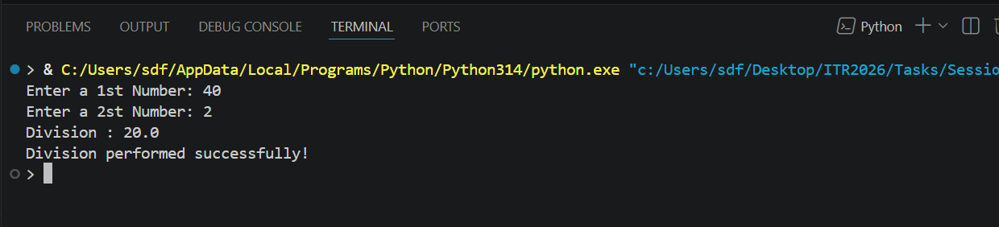 PROBLEMS OUTPUT DEBUG CONSOLE TERMINAL PORTS Python
> & C:/Users/sdf/AppData/Local/Programs/Python/Python314/python.exe "c:/Users/sdf/Desktop/ITR2026/Tasks/Sessio
Enter a 1st Number: 40
Enter a 2st Number: 2
Division : 20.0
Division performed successfully!
>